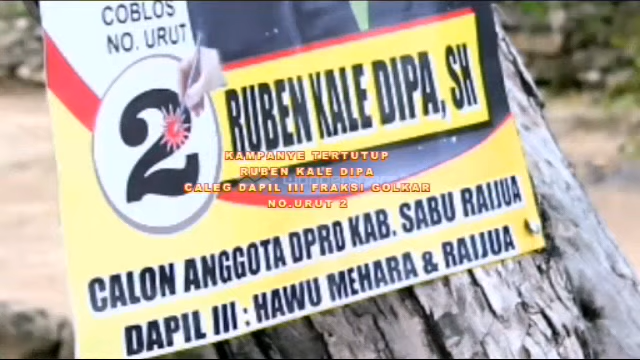 COBLOS
NO. URUT
2
RUBEN KALE DIPA, SH
KAMPANYE TERTUTUP
RUBEN KALE DIPA
CALEG DAPIL III FRAKSI GOLKAR
NO.URUT 2
CALON ANGGOTA DPRD KAB. SABU RAIJUA
DAPIL III : HAWU MEHARA & RAIJUA